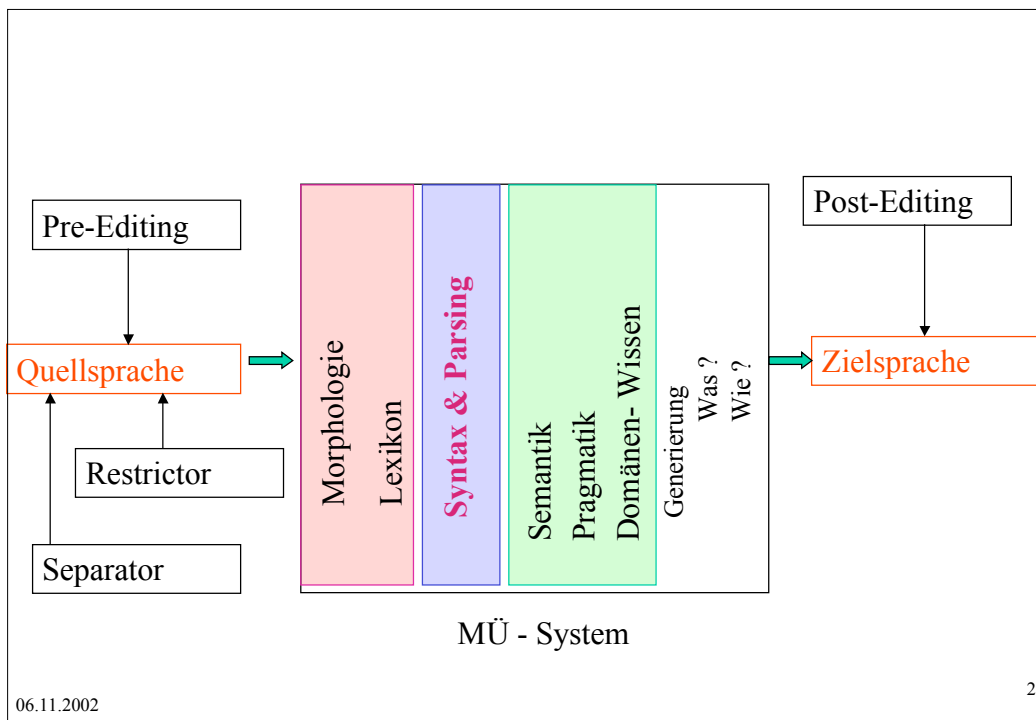 Pre-Editing
Post-Editing
Quellsprache
Zielsprache
Restrictor
Separator
Morphologie
Lexikon
Syntax & Parsing
Semantik
Pragmatik
Domänen- Wissen
Generierung
Was ?
Wie ?
MÜ - System
06.11.2002
2